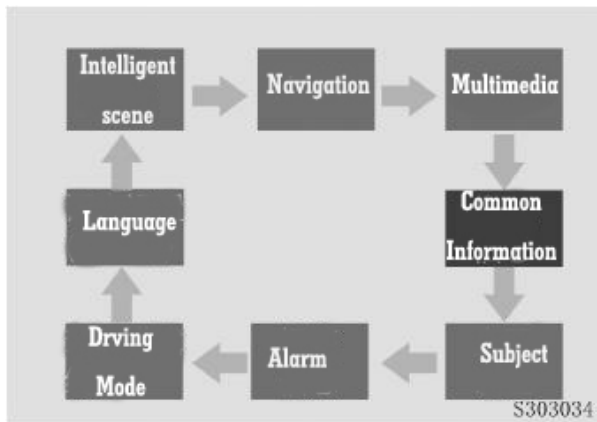 Intelligent
scene
Navigation
Multimedia
Language
Common
Information
Drving
Mode
Alarm
Subject
S303034